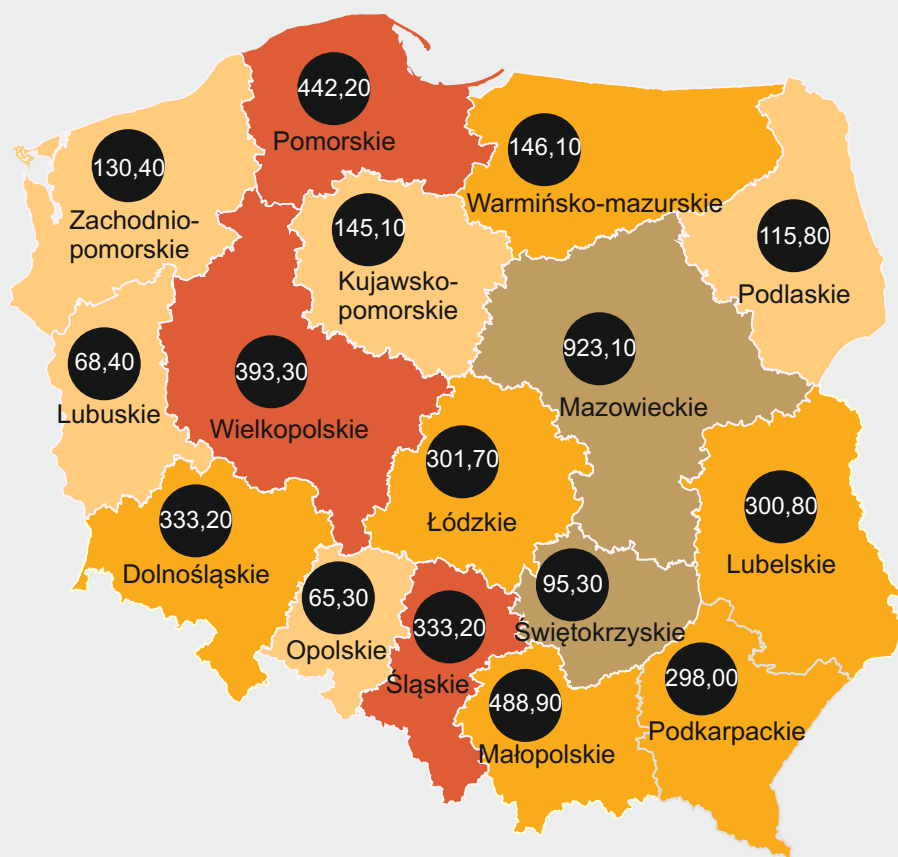 442,20
Pomorskie
130,40
Zachodnio-
pomorskie
146,10
Warmińsko-mazurskie
145,10
Kujawsko-
pomorskie
115,80
Podlaskie
68,40
Lubuskie
393,30
Wielkopolskie
923,10
Mazowieckie
301,70
Łódzkie
333,20
Dolnośląskie
300,80
Lubelskie
65,30
Opolskie
333,20
Śląskie
95,30
Świętokrzyskie
488,90
Małopolskie
298,00
Podkarpackie